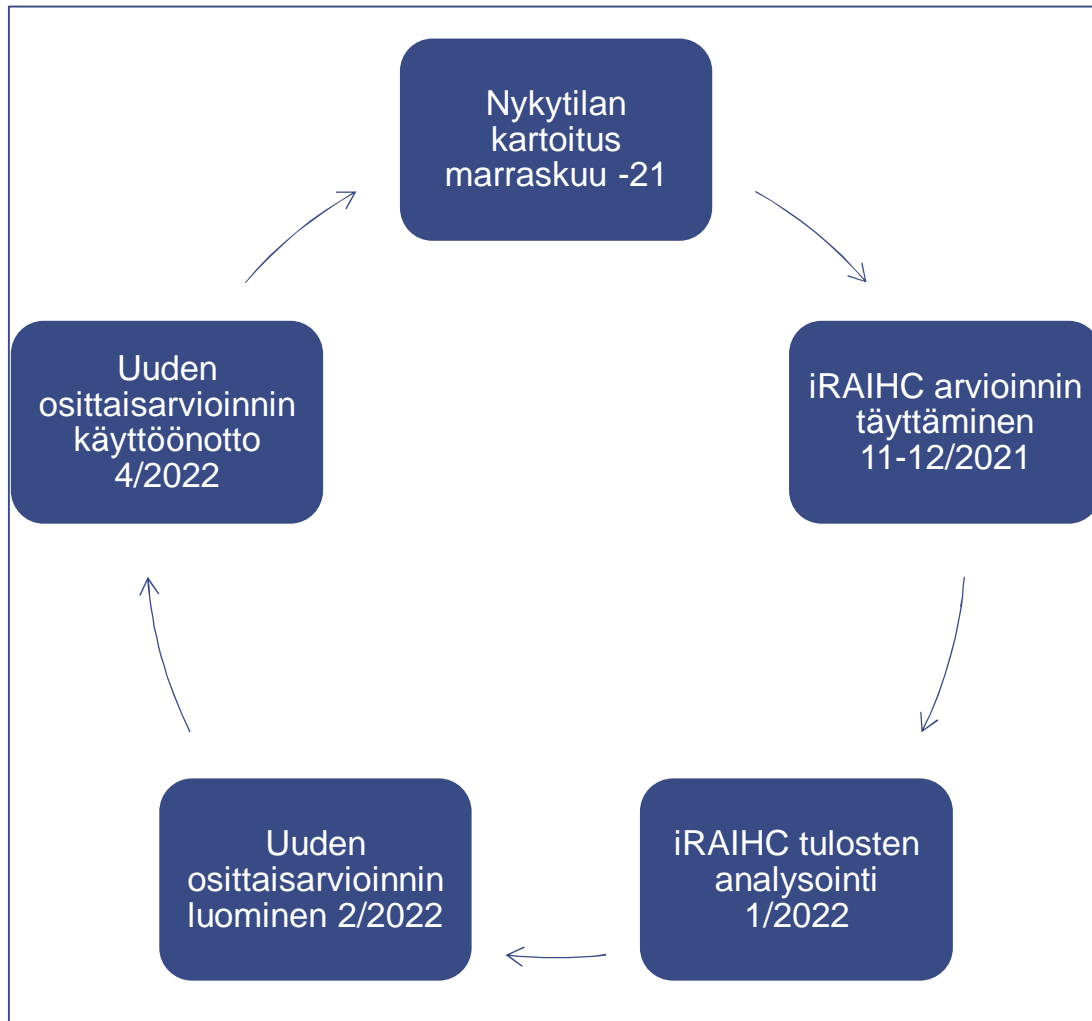 Nykytilan
kartoitus
marraskuu -21
iRAIHC arvioinnin
täyttäminen
11-12/2021
iRAIHC tulosten
analysointi
1/2022
Uuden
osittaisarvioinnin
luominen 2/2022
Uuden
osittaisarvioinnin
käyttöönotto
4/2022